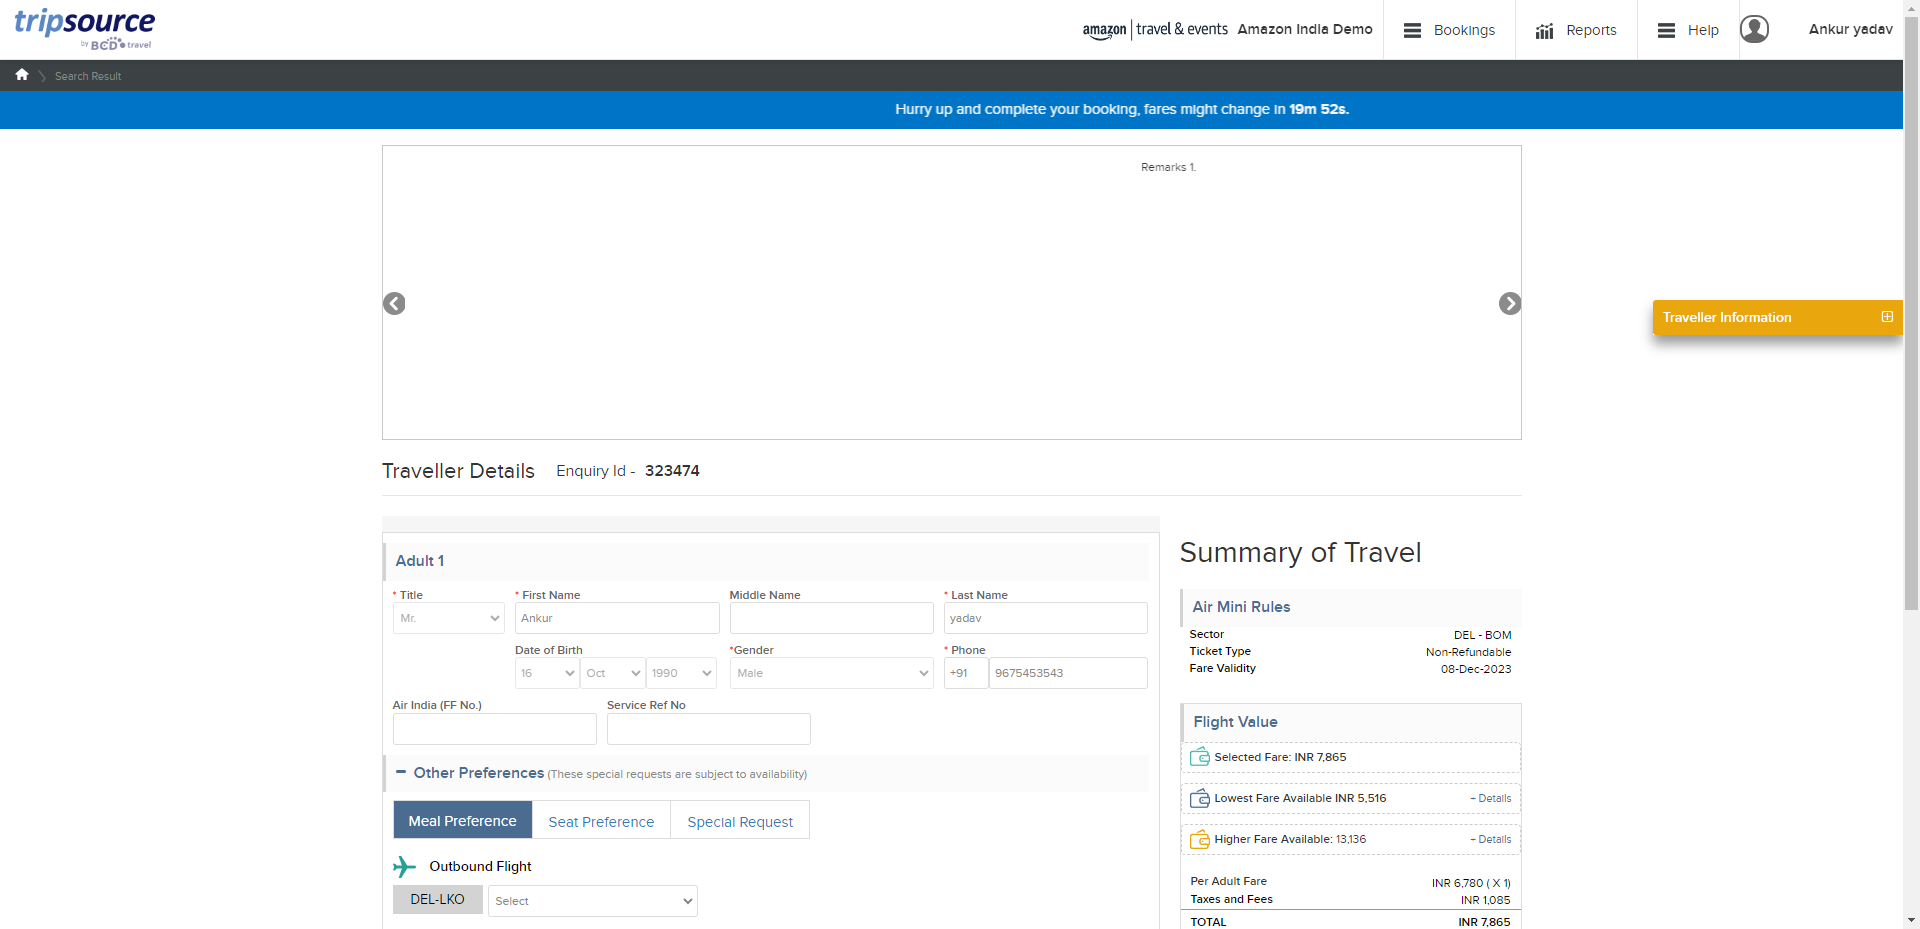 tripsource
by BCD travel
amazon travel & events Amazon India Demo Bookings Reports Help Ankur yadav
Search Result
Hurry up and complete your booking, fares might change in 19m 52s.
Remarks 1.
Traveller Information
Traveller Details Enquiry Id - 323474
Adult 1
* Title * First Name Middle Name * Last Name
Mr. Ankur yadav
Date of Birth *Gender * Phone
16 Oct 1990 Male +91 9675453543
Air India (FF No.) Service Ref No
Other Preferences (These special requests are subject to availability)
Meal Preference Seat Preference Special Request
Outbound Flight
DEL-LKO Select
Summary of Travel
Air Mini Rules
Sector DEL - BOM
Ticket Type Non-Refundable
Fare Validity 08-Dec-2023
Flight Value
Selected Fare: INR 7,865
Lowest Fare Available INR 5,516 + Details
Higher Fare Available: 13,136 + Details
Per Adult Fare INR 6,780 ( X 1)
Taxes and Fees INR 1,085
TOTAL INR 7,865